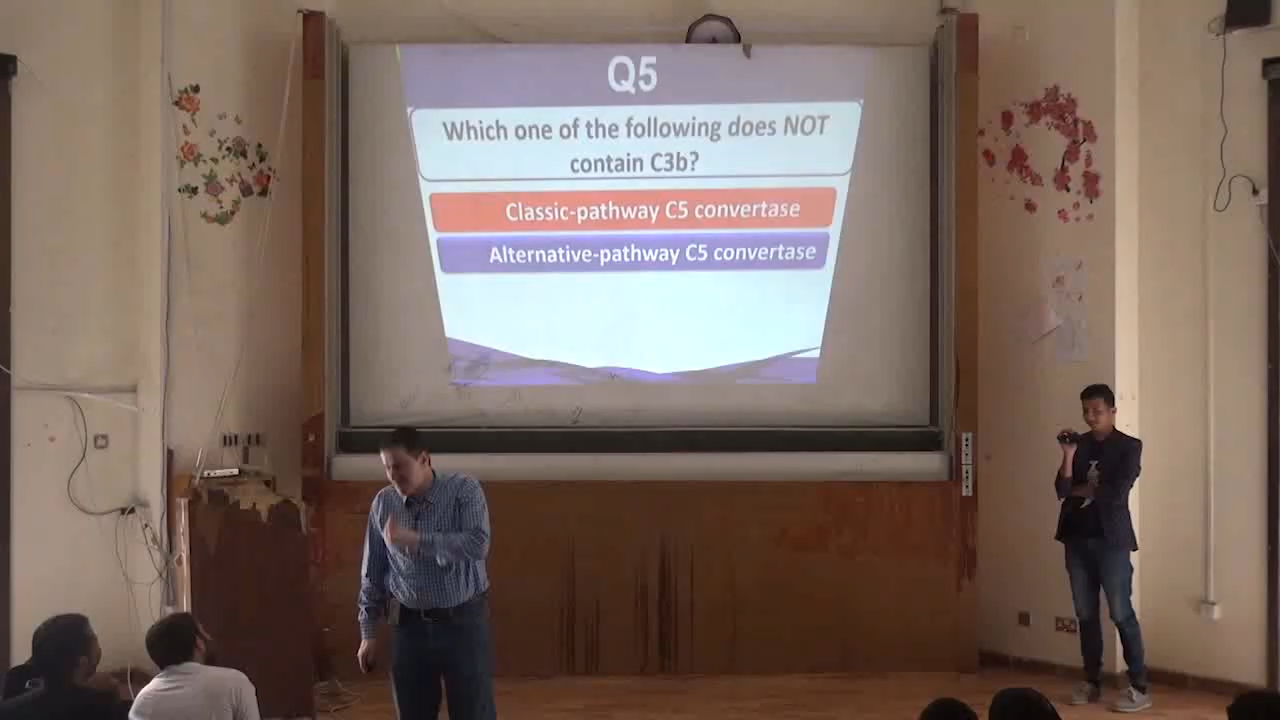 Q5
Which one of the following does NOT
contain C3b?
Classic-pathway C5 convertase
Alternative-pathway C5 convertase